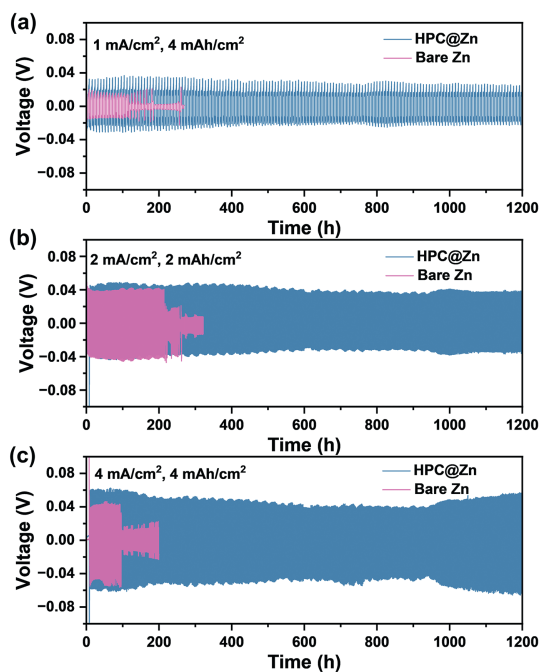 (a)
1 mA/cm², 4 mAh/cm²
HPC@Zn
Bare Zn
Voltage (V)
0.08
0.04
0.00
−0.04
−0.08
0 200 400 600 800 1000 1200
Time (h)
(b)
2 mA/cm², 2 mAh/cm²
HPC@Zn
Bare Zn
Voltage (V)
0.08
0.04
0.00
−0.04
−0.08
0 200 400 600 800 1000 1200
Time (h)
(c)
4 mA/cm², 4 mAh/cm²
HPC@Zn
Bare Zn
Voltage (V)
0.08
0.04
0.00
−0.04
−0.08
0 200 400 600 800 1000 1200
Time (h)